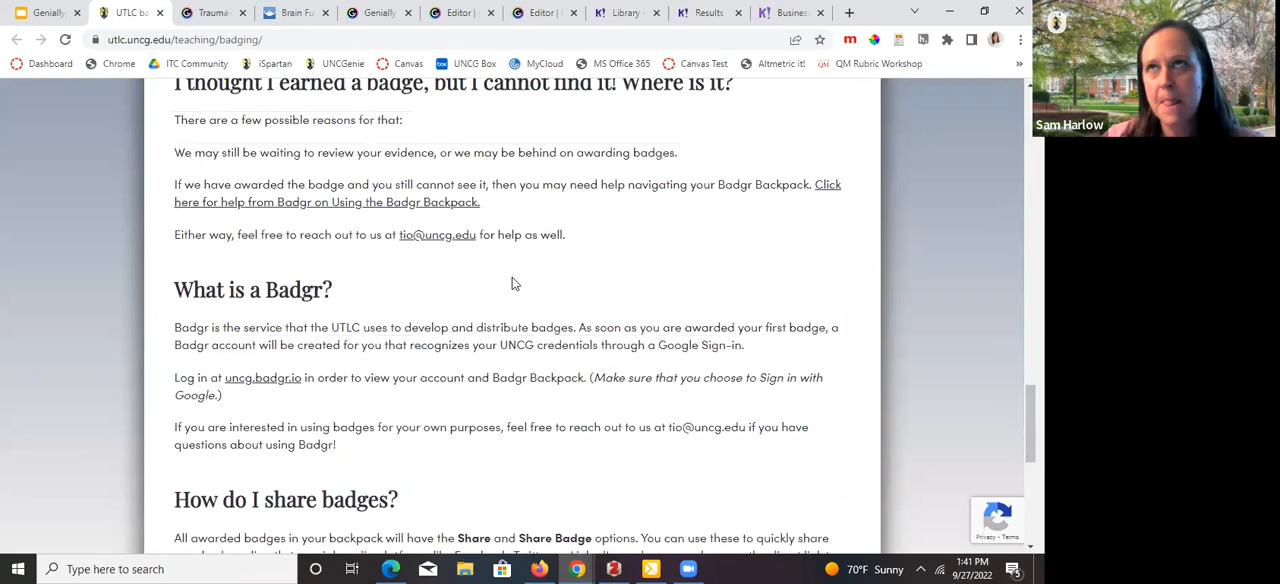 UTLC ba
Trauma-
Brain Fu
Genially
Editor |
Editor |
Library -
Results
Busines
Genially
utlc.uncg.edu/teaching/badging/
Dashboard
Chrome
ITC Community
iSpartan
UNCGenie
Canvas
UNCG Box
MyCloud
MS Office 365
Canvas Test
Altmetric it!
QM Rubric Workshop
»
I thought I earned a badge, but I cannot find it! Where is it?
There are a few possible reasons for that:
We may still be waiting to review your evidence, or we may be behind on awarding badges.
If we have awarded the badge and you still cannot see it, then you may need help navigating your Badgr Backpack. Click
here for help from Badgr on Using the Badgr Backpack.
Either way, feel free to reach out to us at tio@uncg.edu for help as well.
What is a Badgr?
Badgr is the service that the UTLC uses to develop and distribute badges. As soon as you are awarded your first badge, a
Badgr account will be created for you that recognizes your UNCG credentials through a Google Sign-in.
Log in at uncg.badgr.io in order to view your account and Badgr Backpack. (Make sure that you choose to Sign in with
Google.)
If you are interested in using badges for your own purposes, feel free to reach out to us at tio@uncg.edu if you have
questions about using Badgr!
How do I share badges?
All awarded badges in your backpack will have the Share and Share Badge options. You can use these to quickly share
Privacy - Terms
Sam Harlow
Type here to search
70°F Sunny
1:41 PM
9/27/2022
5